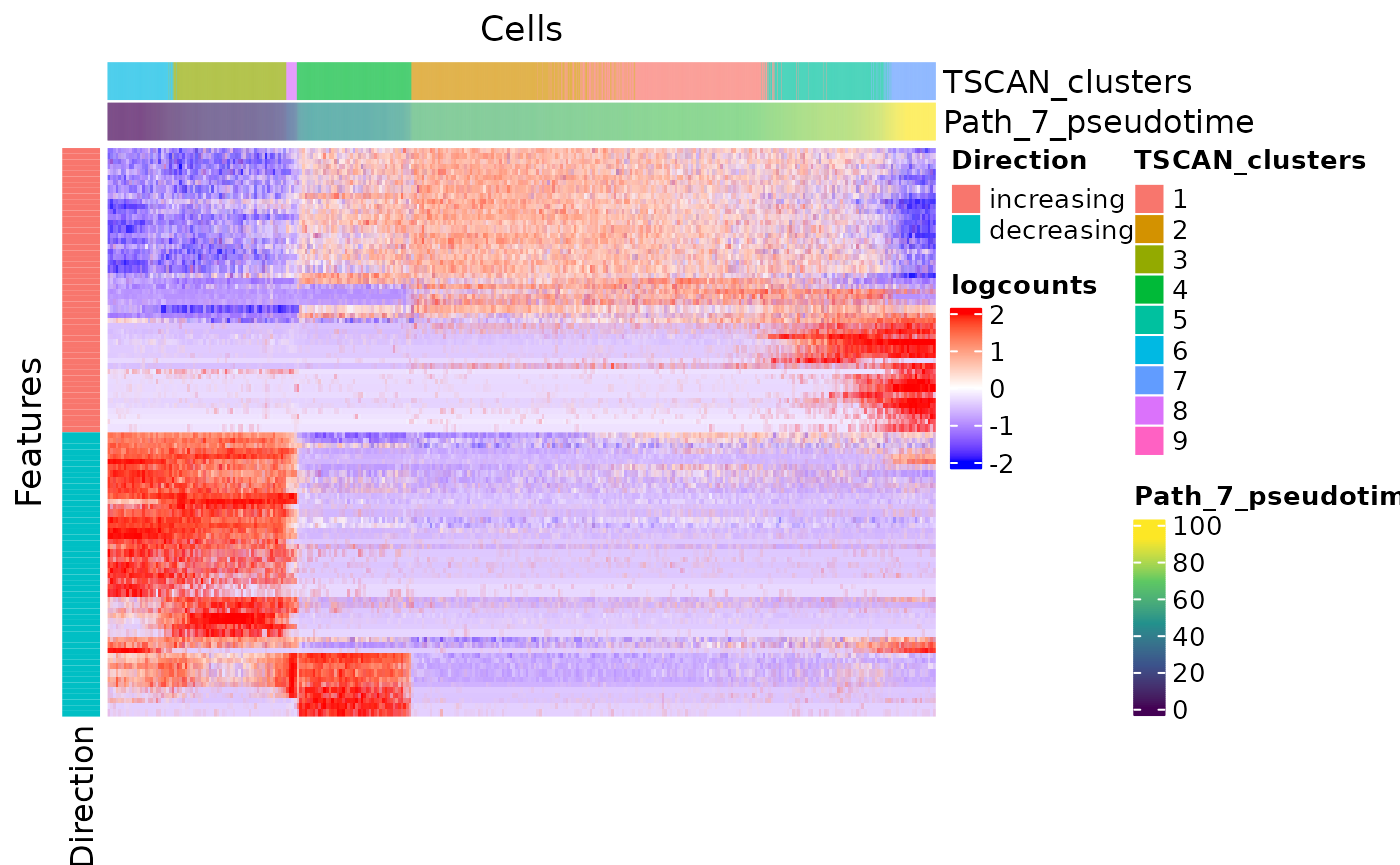 Cells
TSCAN_clusters
Path_7_pseudotime
Features
Direction
Direction
increasing
decreasing
logcounts
2
1
0
-1
-2
TSCAN_clusters
1
2
3
4
5
6
7
8
9
Path_7_pseudotim
100
80
60
40
20
0